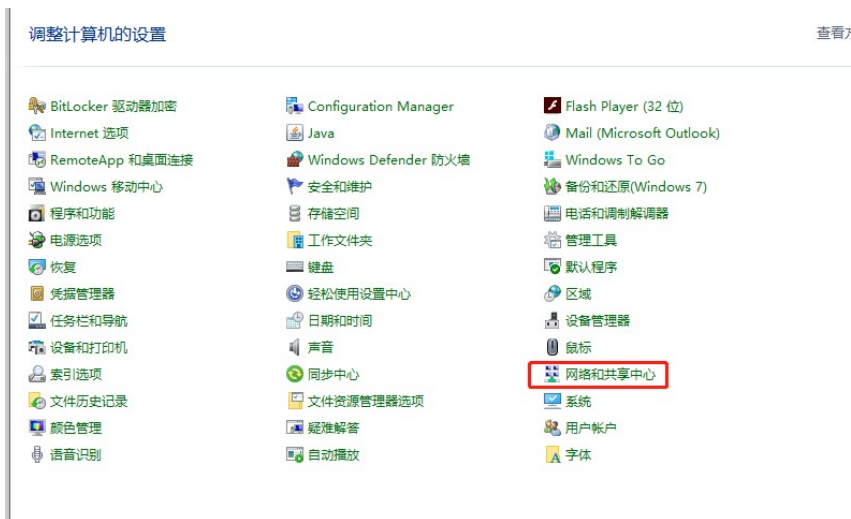 调整计算机的设置
查看方
BitLocker 驱动器加密
Configuration Manager
Flash Player (32 位)
Internet 选项
Java
Mail (Microsoft Outlook)
RemoteApp 和桌面连接
Windows Defender 防火墙
Windows To Go
Windows 移动中心
安全和维护
备份和还原(Windows 7)
程序和功能
存储空间
电话和调制解调器
电源选项
工作文件夹
管理工具
恢复
键盘
默认程序
凭据管理器
轻松使用设置中心
区域
任务栏和导航
日期和时间
设备管理器
设备和打印机
声音
鼠标
索引选项
同步中心
网络和共享中心
文件历史记录
文件资源管理器选项
系统
颜色管理
疑难解答
用户帐户
语音识别
自动播放
字体